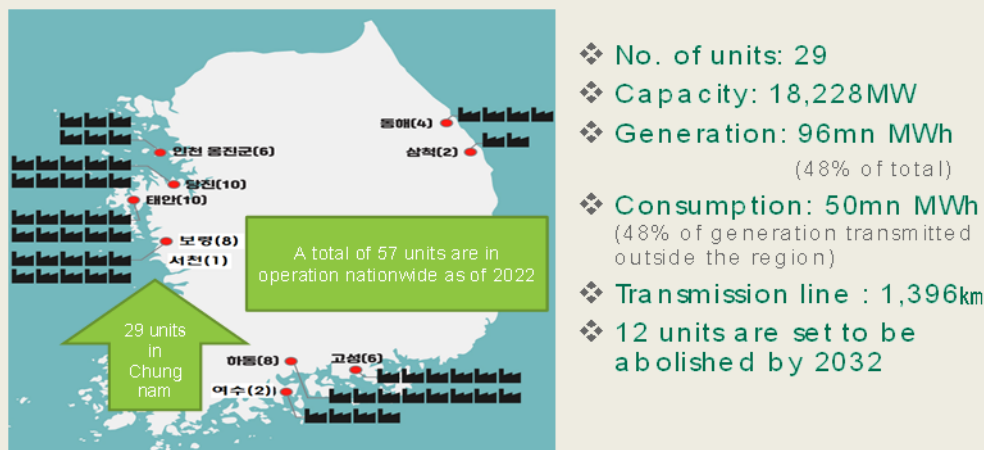 동해(4)
삼척(2)
인천 옹진군(6)
당진(10)
태안(10)
보령(8)
서천(1)
A total of 57 units are in
operation nationwide as of 2022
29 units
in
Chung
nam
하동(8)
고성(6)
여수(2)
No. of units: 29
Capacity: 18,228MW
Generation: 96mn MWh
(48% of total)
Consumption: 50mn MWh
(48% of generation transmitted
outside the region)
Transmission line : 1,396km
12 units are set to be
abolished by 2032